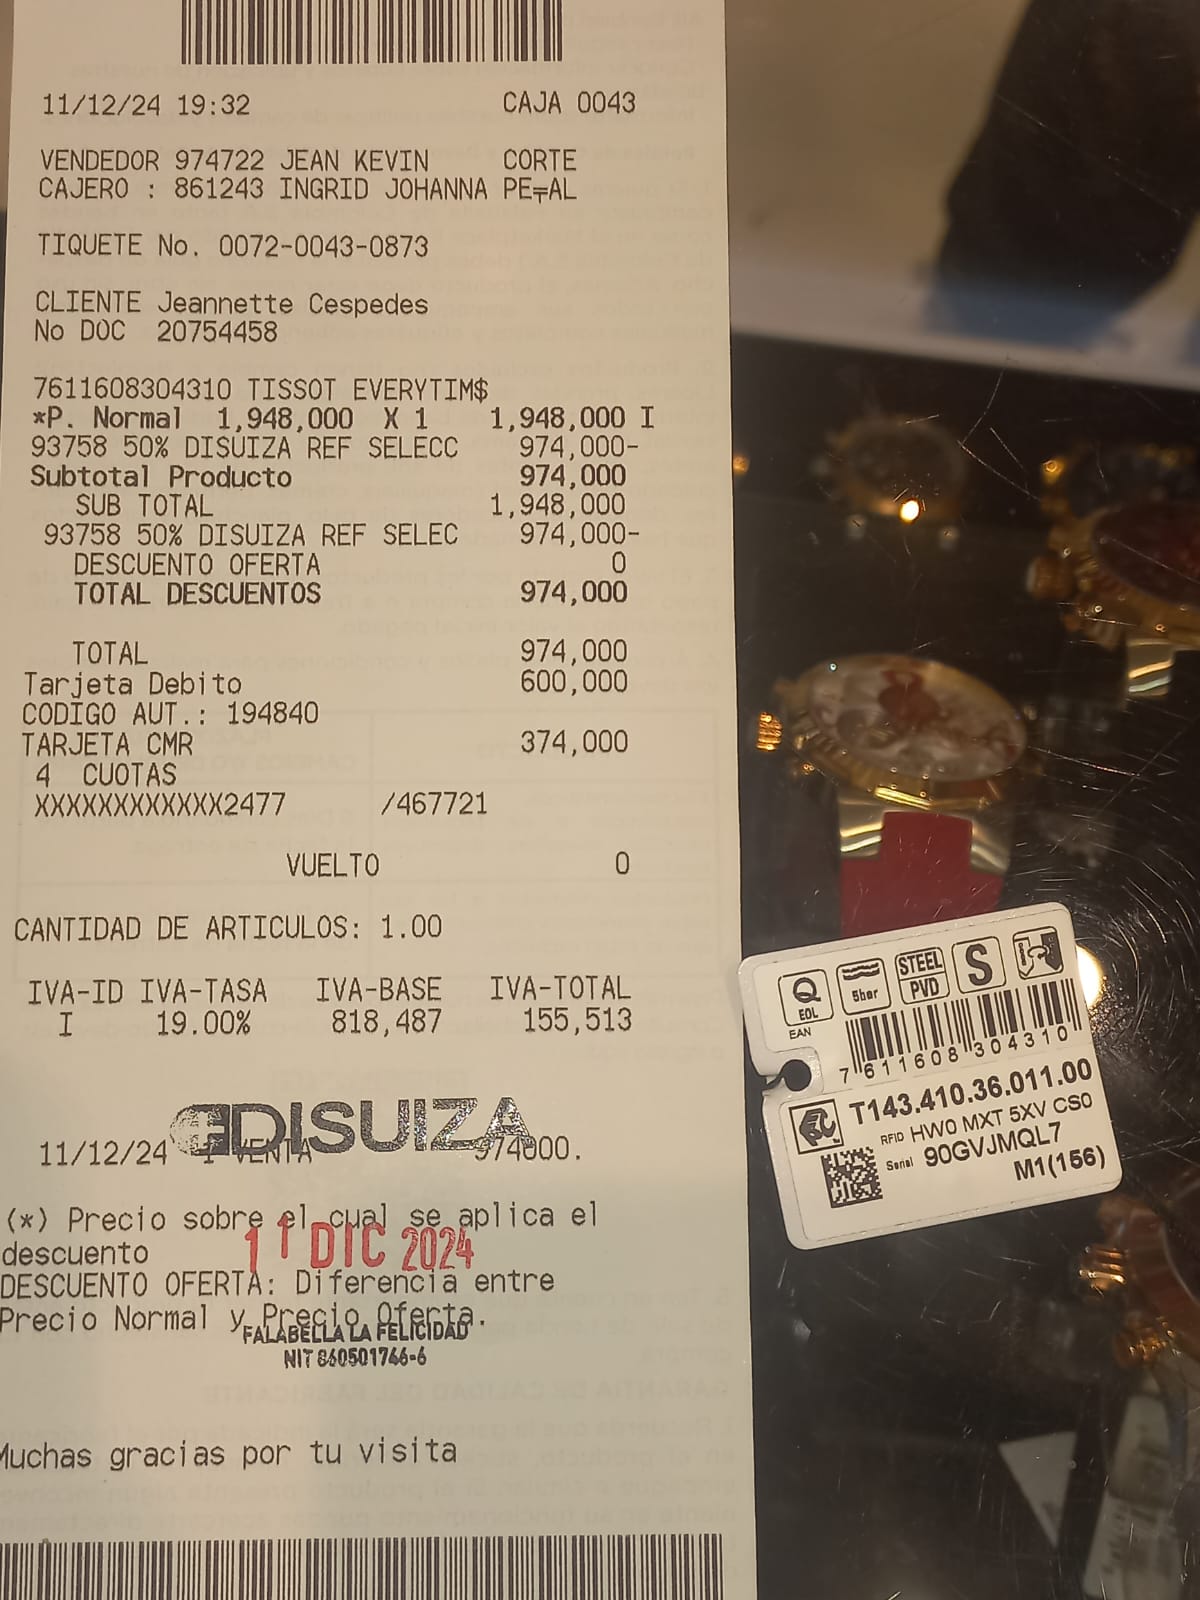 11/12/24 19:32 CAJA 0043
VENDEDOR 974722 JEAN KEVIN CORTE
CAJERO : 861243 INGRID JOHANNA PE╤AL
TIQUETE No. 0072-0043-0873
CLIENTE Jeannette Cespedes
No DOC 20754458
7611608304310 TISSOT EVERYTIM$
*P. Normal 1,948,000 X 1 1,948,000 I
93758 50% DISUIZA REF SELECC 974,000-
Subtotal Producto 974,000
SUB TOTAL 1,948,000
93758 50% DISUIZA REF SELEC 974,000-
DESCUENTO OFERTA 0
TOTAL DESCUENTOS 974,000
TOTAL 974,000
Tarjeta Debito 600,000
CODIGO AUT.: 194840
TARJETA CMR 374,000
4 CUOTAS
XXXXXXXXXXXX2477 /467721
VUELTO 0
CANTIDAD DE ARTICULOS: 1.00
IVA-ID IVA-TASA IVA-BASE IVA-TOTAL
I 19.00% 818,487 155,513
DISUIZA
11/12/24 1 VENTA 974000.
(*) Precio sobre el cual se aplica el
descuento
11 DIC 2024
DESCUENTO OFERTA: Diferencia entre
Precio Normal y Precio Oferta.
FALABELLA LA FELICIDAD
NIT 860501746-6
Muchas gracias por tu visita
Q
EOL
5bar
STEEL
PVD
S
EAN
7611608304310
T143.410.36.011.00
RFID HW0 MXT 5XV CS0
Serial 90GVJMQL7
M1(156)